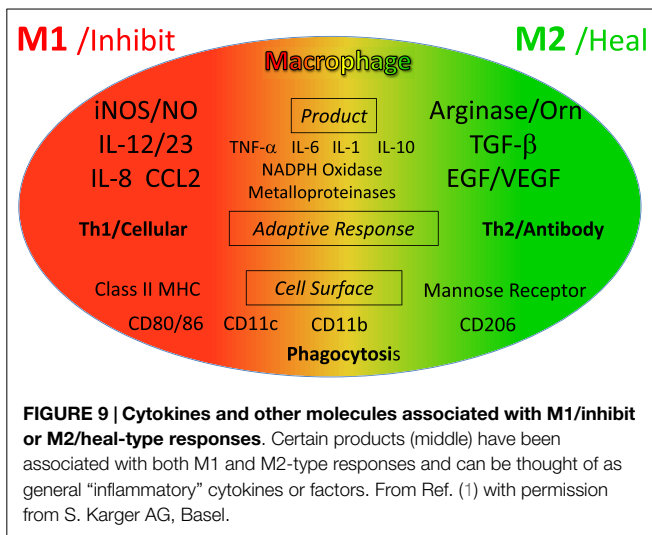 M1 /Inhibit
M2 /Heal
Macrophage
iNOS/NO
Product
Arginase/Orn
IL-12/23
TNF-α IL-6 IL-1 IL-10
TGF-β
NADPH Oxidase
IL-8 CCL2
Metalloproteinases
EGF/VEGF
Th1/Cellular
Adaptive Response
Th2/Antibody
Class II MHC
Cell Surface
Mannose Receptor
CD80/86
CD11c
CD11b
CD206
Phagocytosis
FIGURE 9 | Cytokines and other molecules associated with M1/inhibit
or M2/heal-type responses. Certain products (middle) have been
associated with both M1 and M2-type responses and can be thought of as
general “inflammatory” cytokines or factors. From Ref. (1) with permission
from S. Karger AG, Basel.